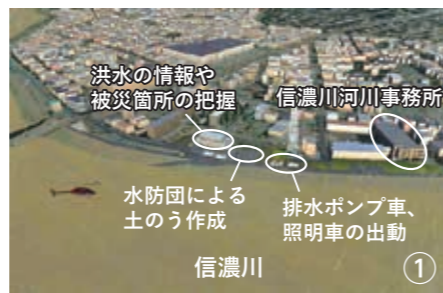 洪水の情報や
被災箇所の把握
信濃川河川事務所
水防団による
土のう作成
排水ポンプ車、
照明車の出動
信濃川
①